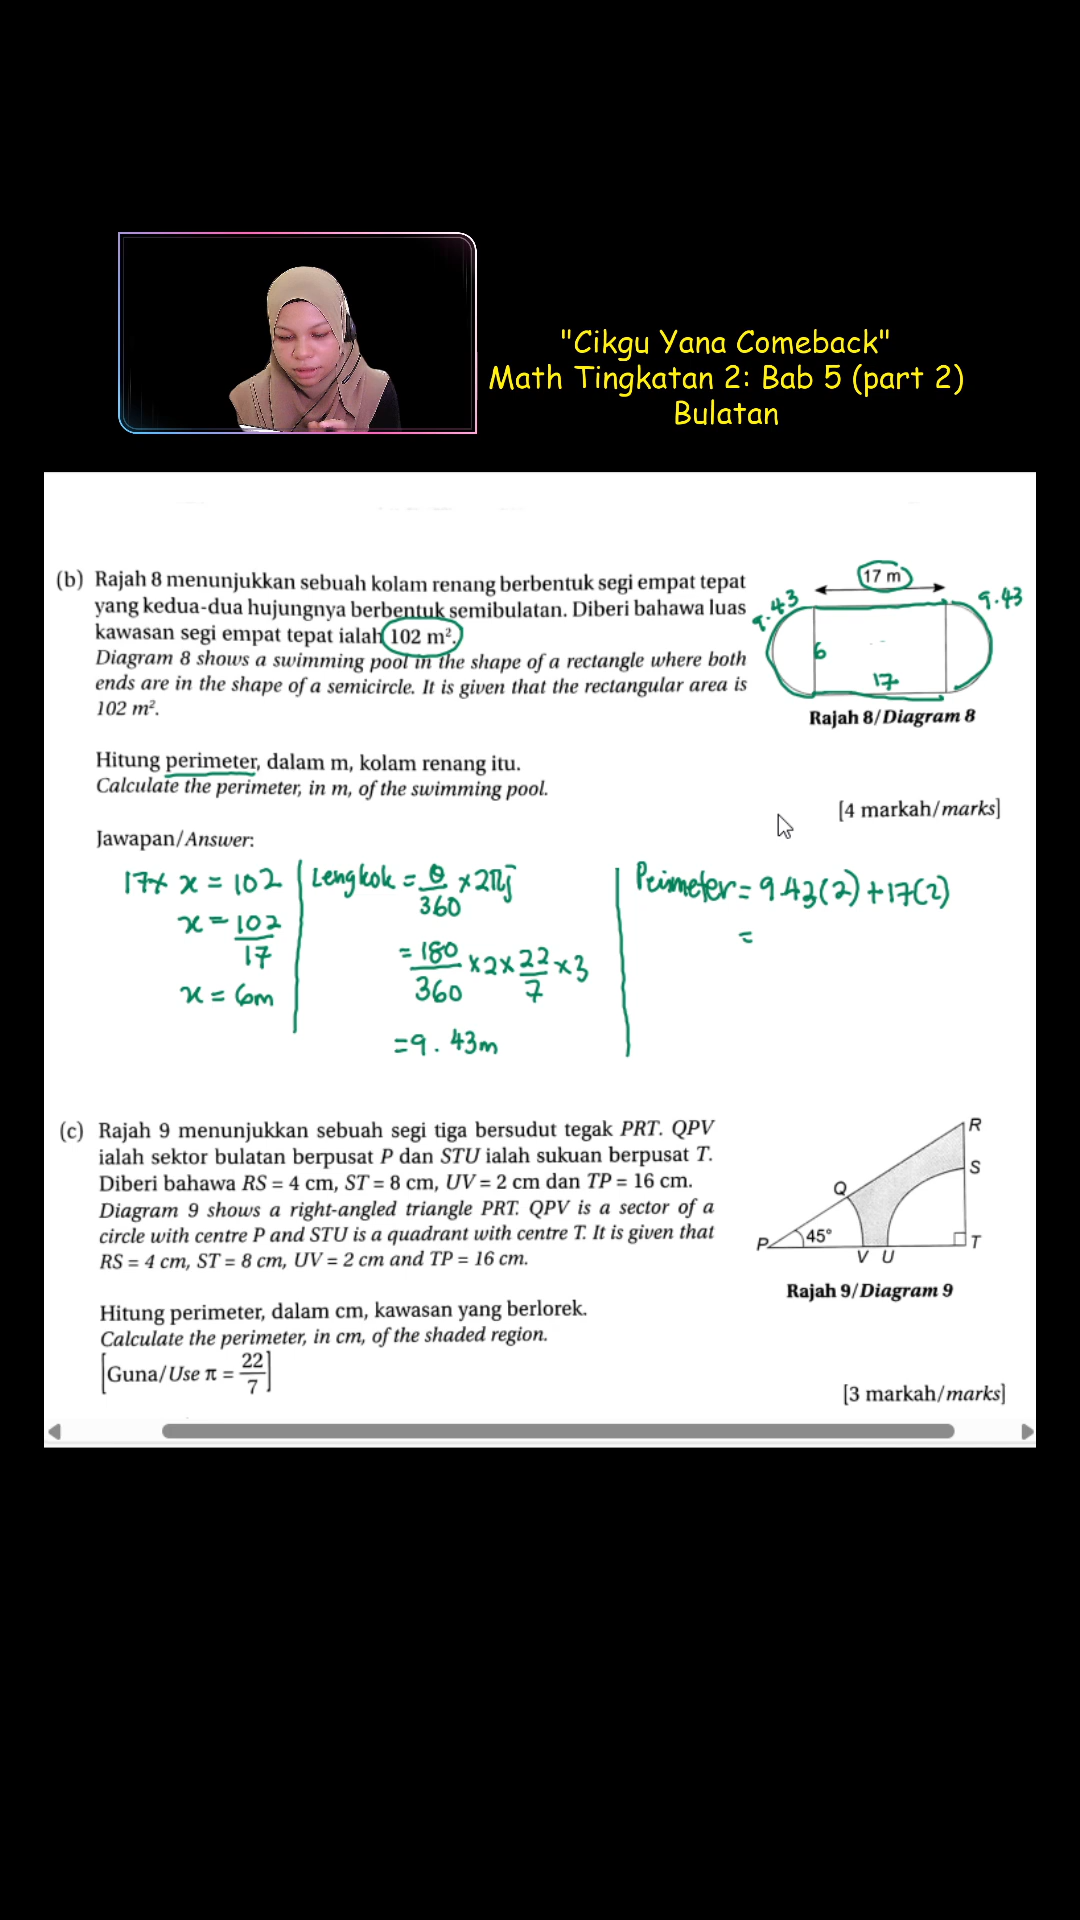 "Cikgu Yana Comeback"
Math Tingkatan 2: Bab 5 (part 2)
Bulatan
(b) Rajah 8 menunjukkan sebuah kolam renang berbentuk segi empat tepat
yang kedua-dua hujungnya berbentuk semibulatan. Diberi bahawa luas
kawasan segi empat tepat ialah 102 m².
Diagram 8 shows a swimming pool in the shape of a rectangle where both
ends are in the shape of a semicircle. It is given that the rectangular area is
102 m².
17 m
9.43
9.43
6
17
Rajah 8/Diagram 8
Hitung perimeter, dalam m, kolam renang itu.
Calculate the perimeter, in m, of the swimming pool.
[4 markah/marks]
Jawapan/Answer:
17 × x = 102
x = 102/17
x = 6m
Lengkok = θ/360 × 2πj
= 180/360 × 2 × 22/7 × 3
= 9.43m
Perimeter = 9.43(2) + 17(2)
=
(c) Rajah 9 menunjukkan sebuah segi tiga bersudut tegak PRT. QPV
ialah sektor bulatan berpusat P dan STU ialah sukuan berpusat T.
Diberi bahawa RS = 4 cm, ST = 8 cm, UV = 2 cm dan TP = 16 cm.
Diagram 9 shows a right-angled triangle PRT. QPV is a sector of a
circle with centre P and STU is a quadrant with centre T. It is given that
RS = 4 cm, ST = 8 cm, UV = 2 cm and TP = 16 cm.
R
S
Q
P
45°
T
V U
Rajah 9/Diagram 9
Hitung perimeter, dalam cm, kawasan yang berlorek.
Calculate the perimeter, in cm, of the shaded region.
[Guna/Use π = 22/7]
[3 markah/marks]